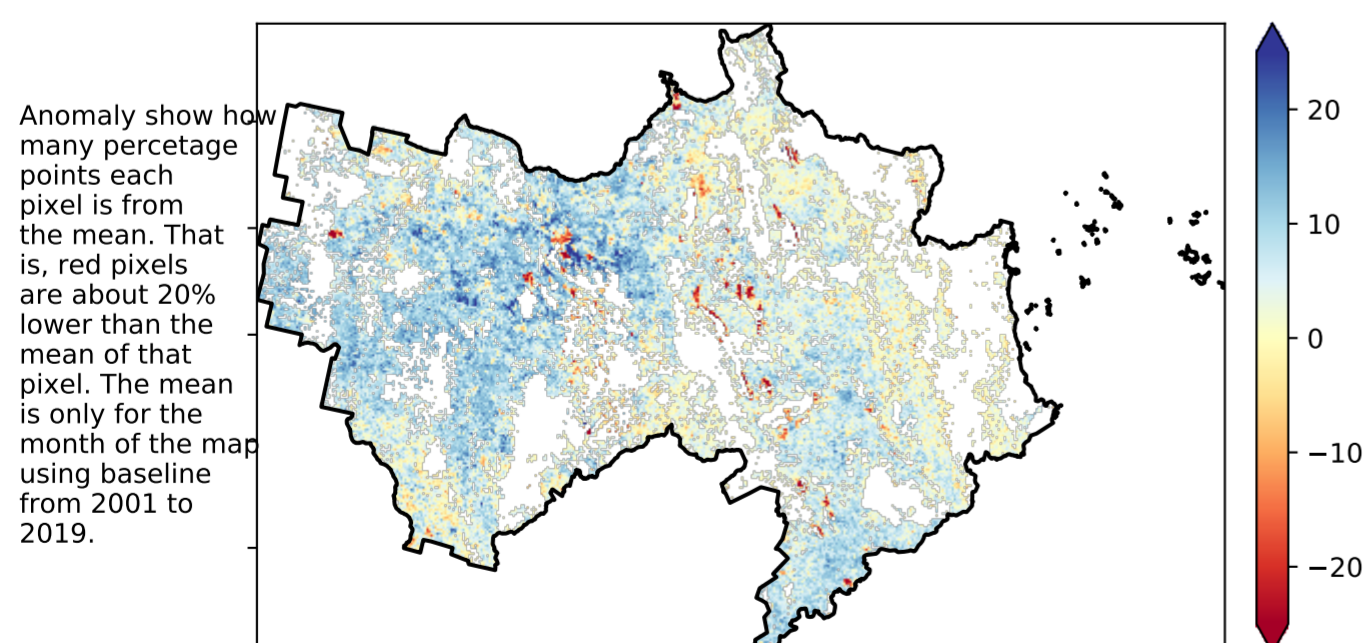 Anomaly show how
many percetage
points each
pixel is from
the mean. That
is, red pixels
are about 20%
lower than the
mean of that
pixel. The mean
is only for the
month of the map
using baseline
from 2001 to
2019.
20
10
0
−10
−20